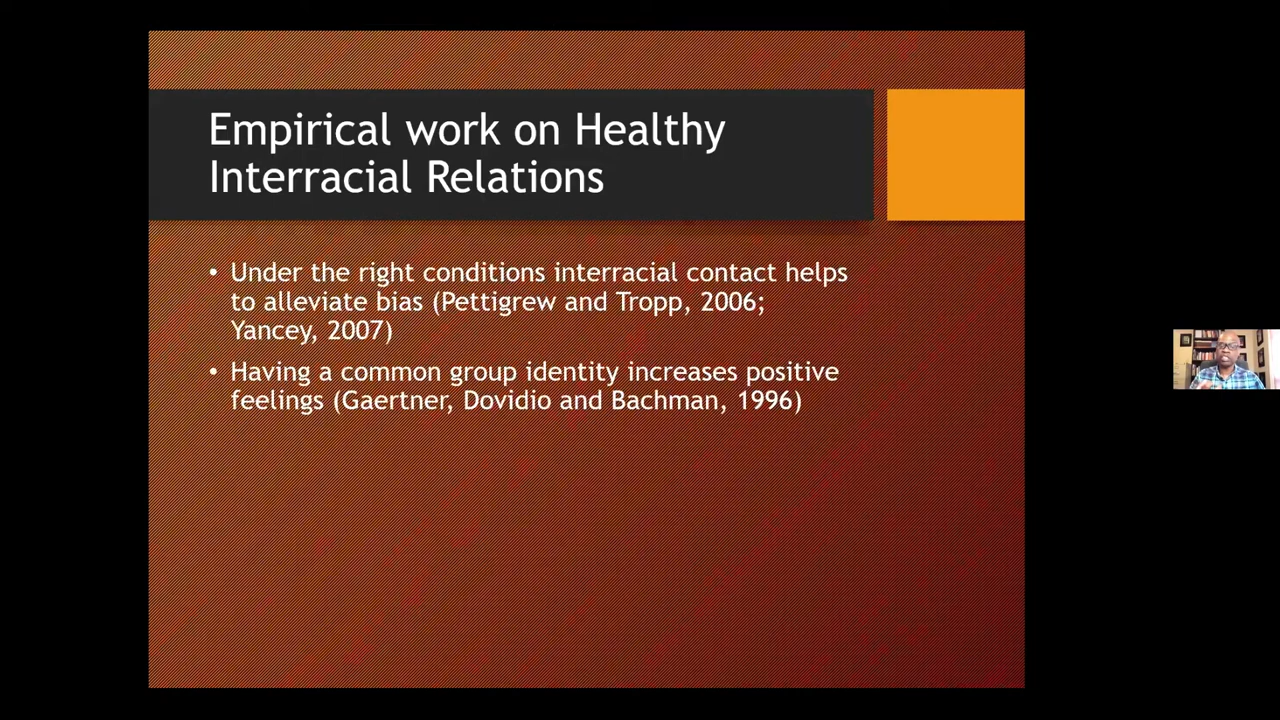 Empirical work on Healthy
Interracial Relations
• Under the right conditions interracial contact helps
to alleviate bias (Pettigrew and Tropp, 2006;
Yancey, 2007)
• Having a common group identity increases positive
feelings (Gaertner, Dovidio and Bachman, 1996)